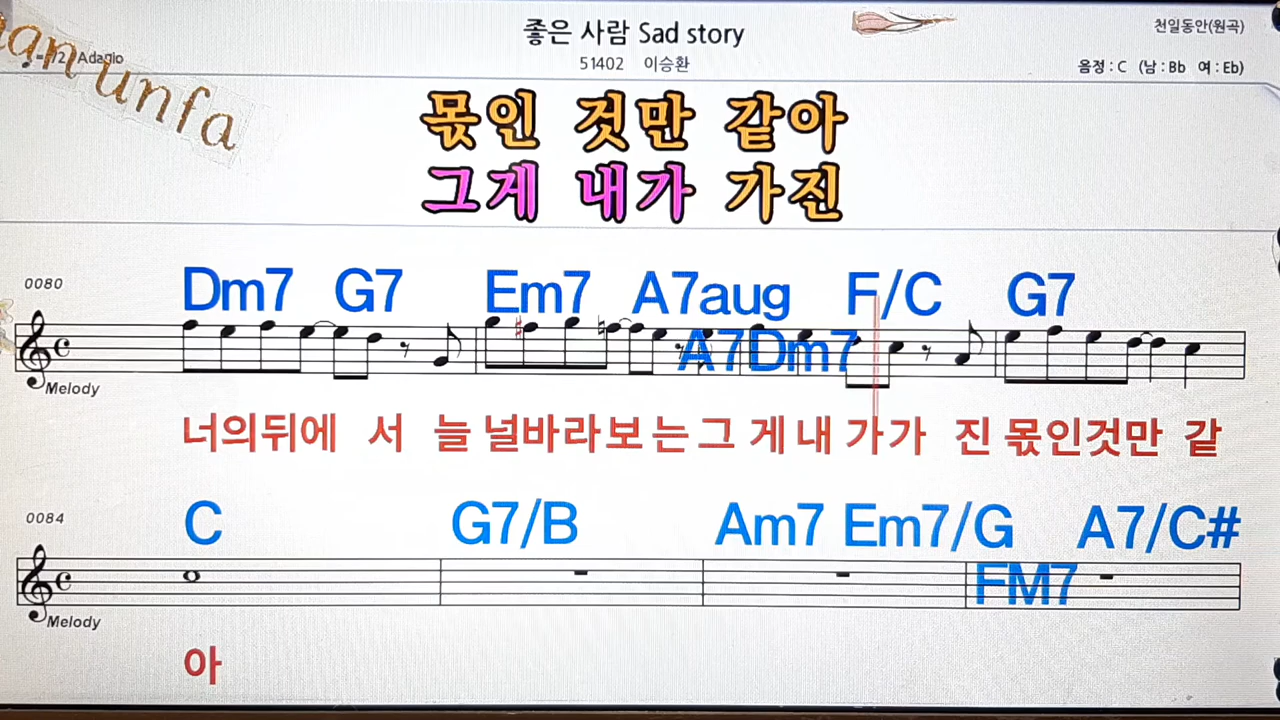 좋은 사람 Sad story
천일동안(원곡)
Adagio
51402 이승환
음정 : C (남 : Bb 여 : Eb)
unfa
몫인 것만 같아
그게 내가 가진
0080
Dm7 G7 Em7 A7aug F/C G7
A7 Dm7
Melody
너의뒤에 서 늘 널바라보는그 게내 가가 진 몫인것만 같
0084
C G7/B Am7 Em7/G A7/C#
FM7
Melody
아